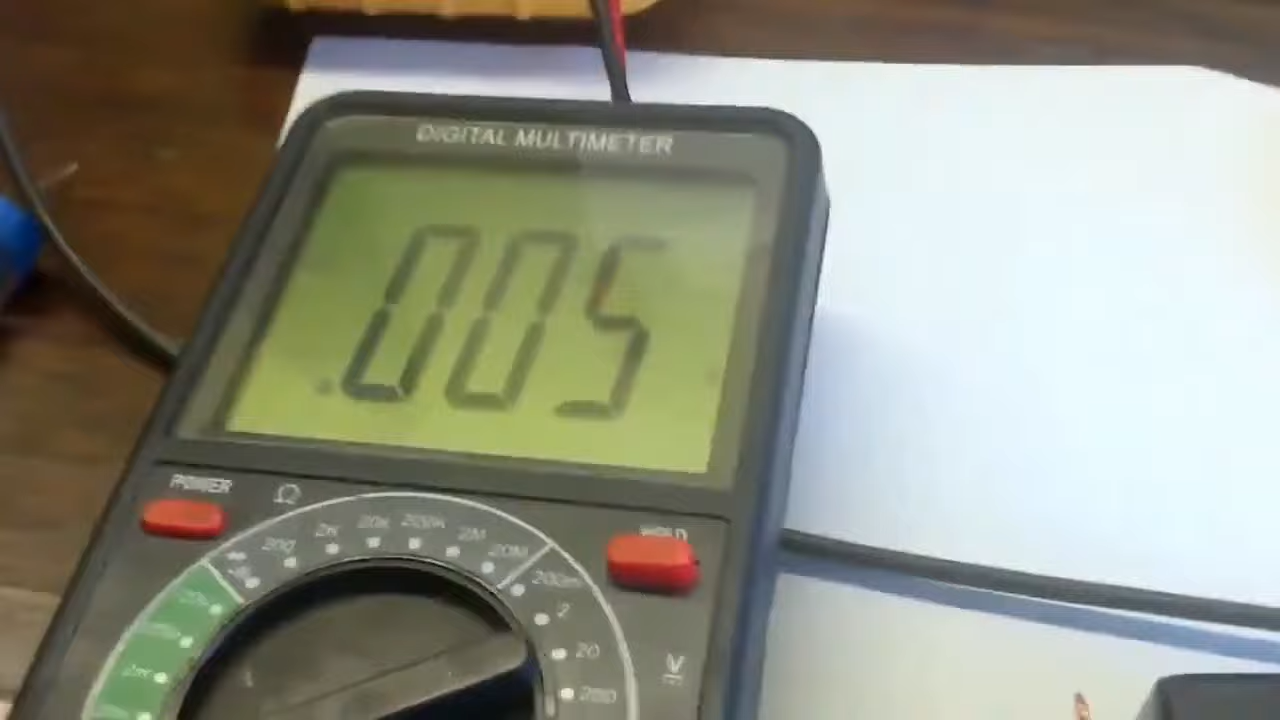 DIGITAL MULTIMETER
.005
POWER
Ω
HOLD
200
2K
20K
200K
2M
20M
200m
2
20
200
V